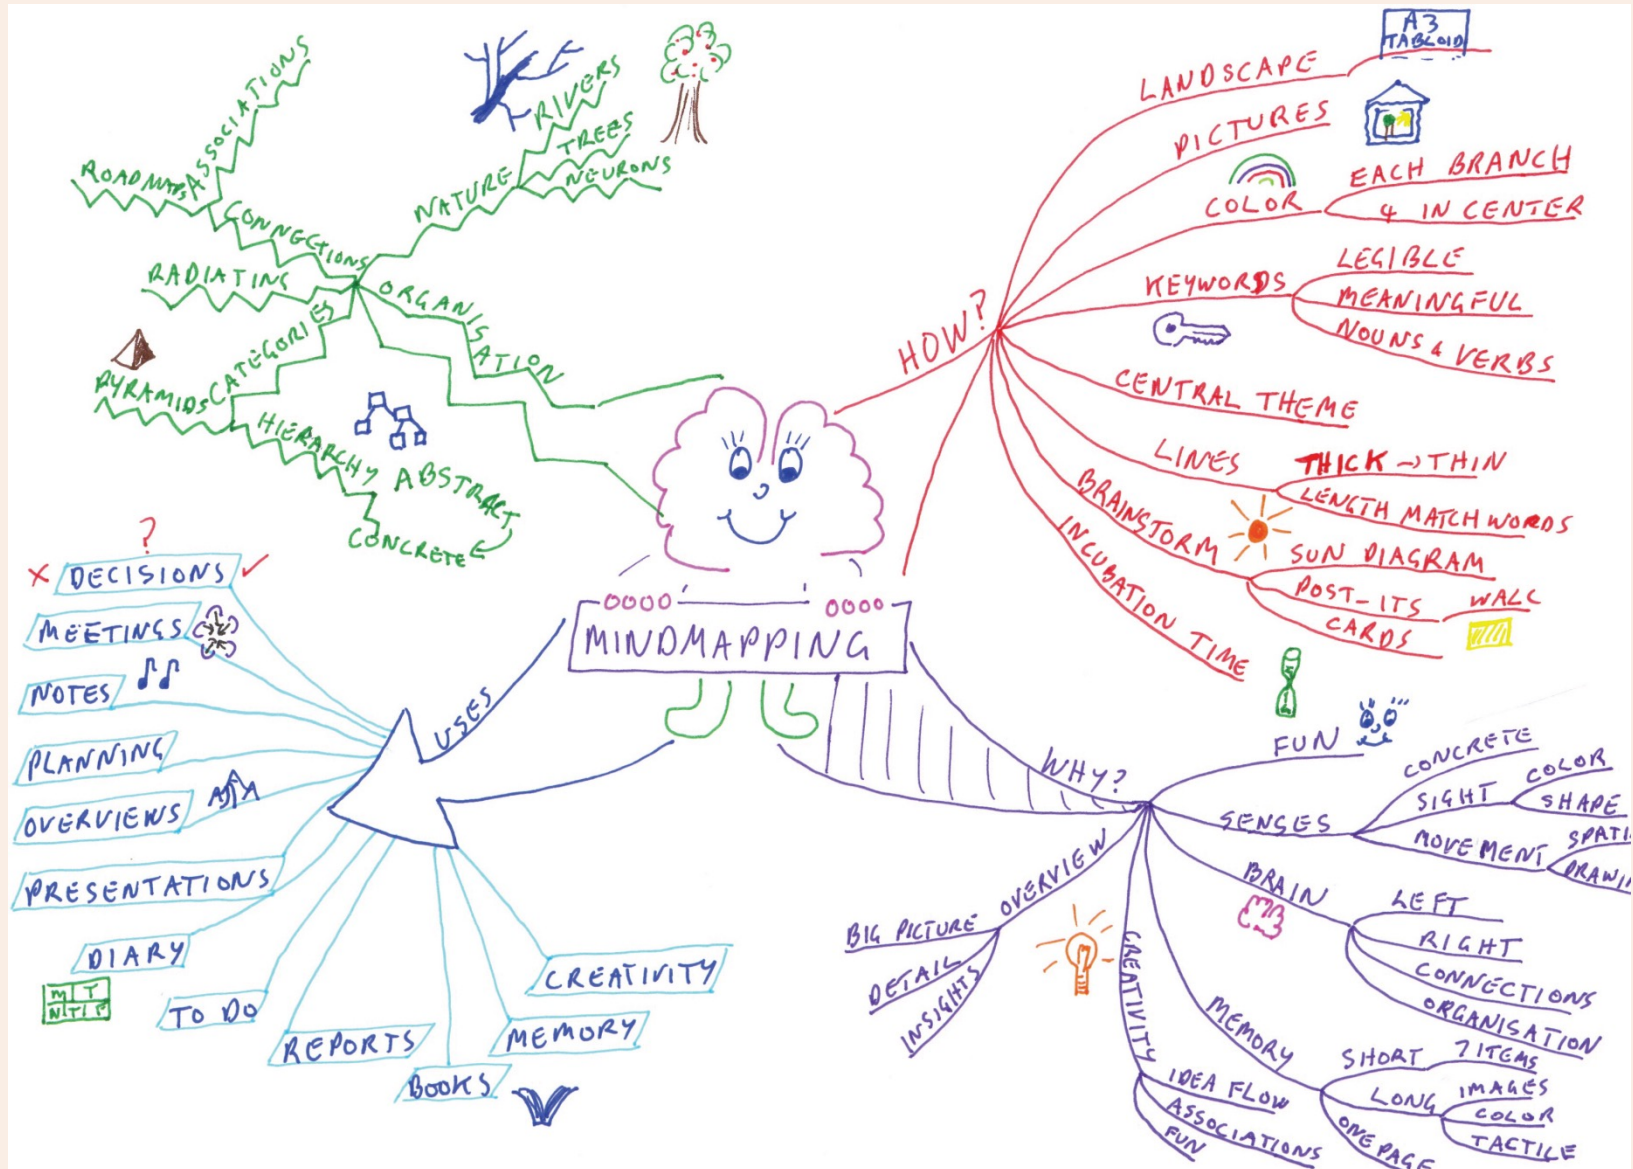 MINDMAPPING
HOW?
LANDSCAPE
A3
TABLOID
PICTURES
COLOR
EACH BRANCH
4 IN CENTER
KEYWORDS
LEGIBLE
MEANINGFUL
NOUNS & VERBS
CENTRAL THEME
LINES
THICK → THIN
LENGTH MATCH WORDS
BRAINSTORM
SUN DIAGRAM
POST-ITS
WALL
CARDS
INCUBATION TIME
WHY?
FUN
SENSES
CONCRETE
SIGHT
COLOR
SHAPE
MOVEMENT
SPATI
DRAWIN
BRAIN
LEFT
RIGHT
CONNECTIONS
ORGANISATION
MEMORY
SHORT
7 ITEMS
LONG
IMAGES
COLOR
TACTILE
ONE PAGE
CREATIVITY
IDEA FLOW
ASSOCIATIONS
FUN
OVERVIEW
BIG PICTURE
DETAIL
INSIGHTS
USES
CREATIVITY
MEMORY
BOOKS
REPORTS
TO DO
DIARY
PRESENTATIONS
OVERVIEWS
PLANNING
NOTES
MEETINGS
DECISIONS
?
ORGANISATION
NATURE
RIVERS
TREES
NEURONS
CONNECTIONS
ASSOCIATIONS
ROADMAPS
RADIATING
CATEGORIES
PYRAMIDS
HIERARCHY
ABSTRACT
CONCRETE